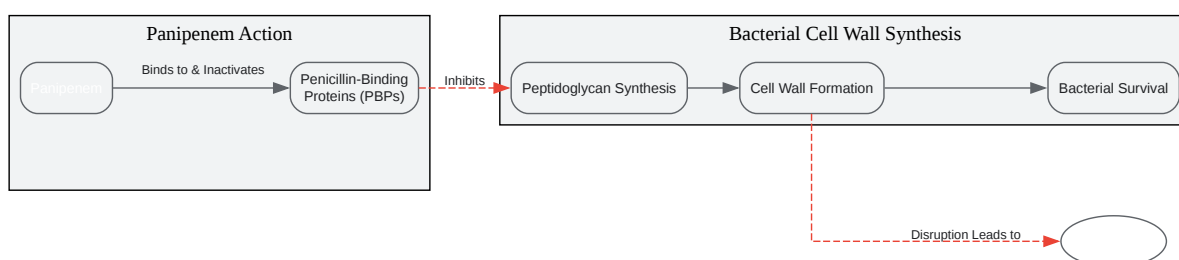 Panipenem Action
Bacterial Cell Wall Synthesis
Panipenem
Binds to & Inactivates
Penicillin-Binding
Proteins (PBPs)
Inhibits
Peptidoglycan Synthesis
Cell Wall Formation
Bacterial Survival
Disruption Leads to